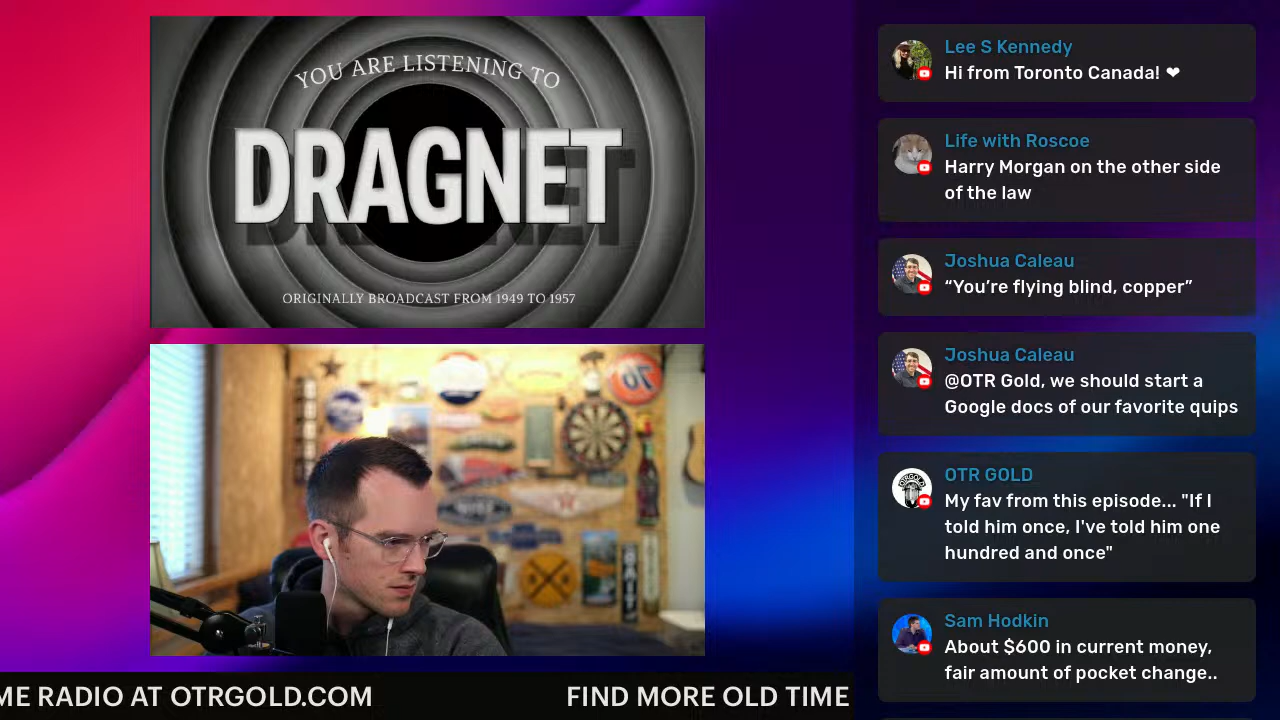 YOU ARE LISTENING TO
DRAGNET
ORIGINALLY BROADCAST FROM 1949 TO 1957
76
ME RADIO AT OTRGOLD.COM
FIND MORE OLD TIME
Lee S Kennedy
Hi from Toronto Canada! ❤
Life with Roscoe
Harry Morgan on the other side
of the law
Joshua Caleau
“You’re flying blind, copper”
Joshua Caleau
@OTR Gold, we should start a
Google docs of our favorite quips
OTR GOLD
My fav from this episode... "If I
told him once, I've told him one
hundred and once"
Sam Hodkin
About $600 in current money,
fair amount of pocket change..